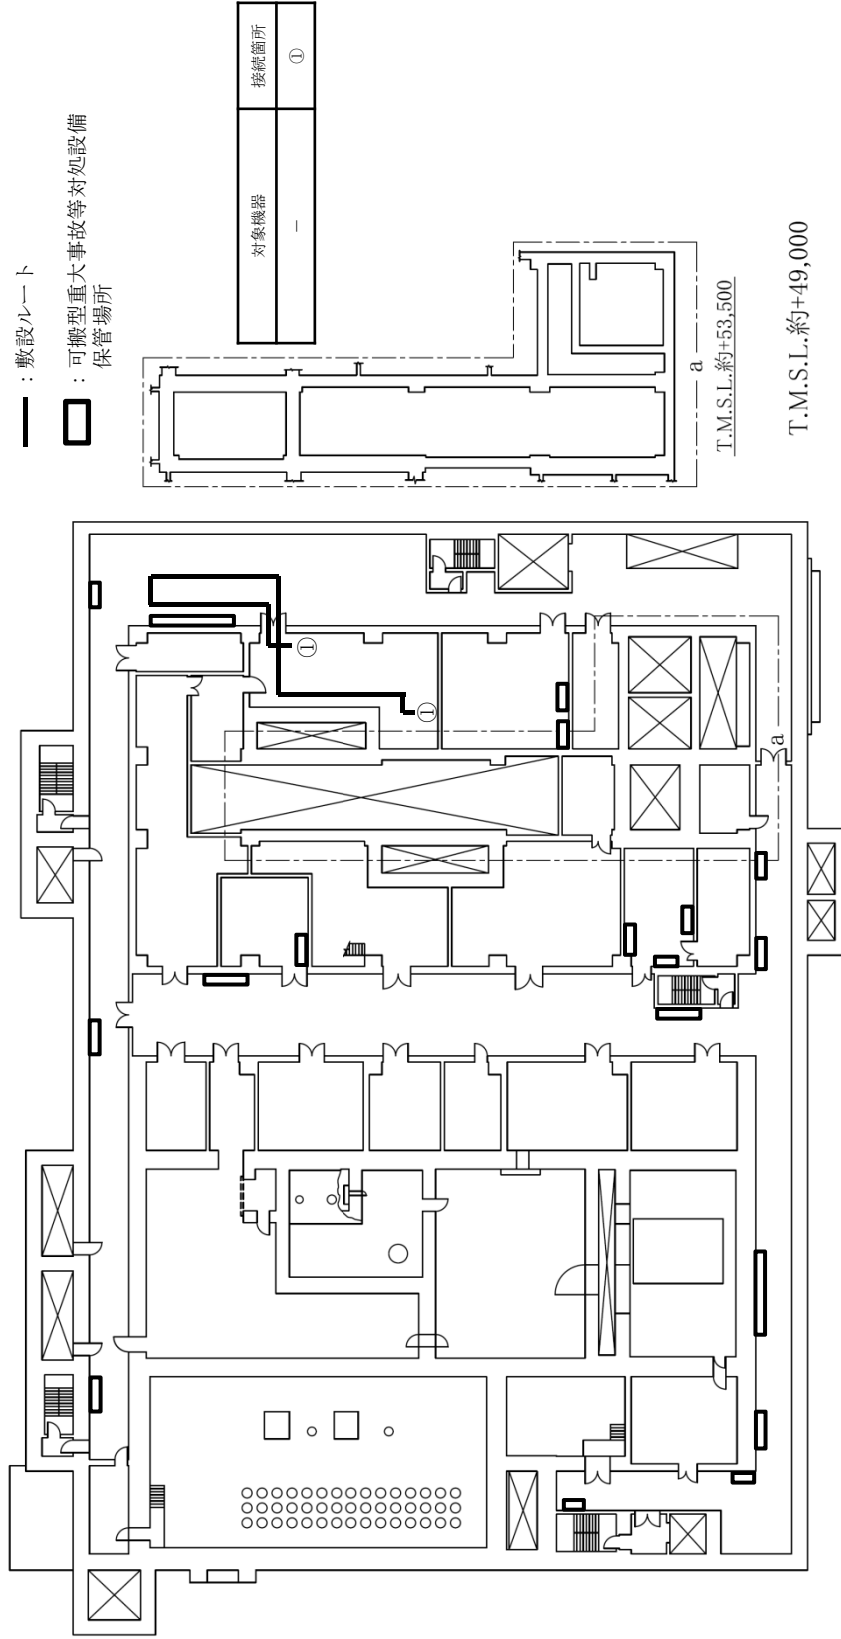 ━ : 敷設ルート
▭ : 可搬型重大事故等対処設備
保管場所
対象機器 接続箇所
－ ①
①
①
a
a
T.M.S.L.約+53,500
T.M.S.L.約+49,000